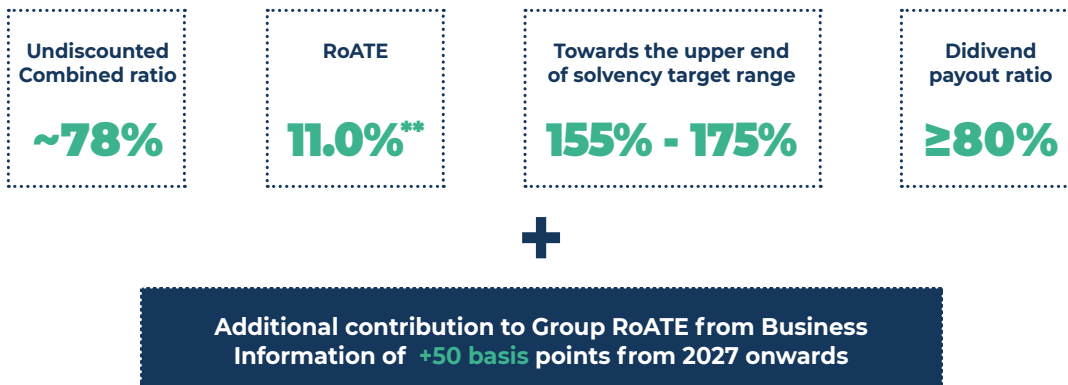 Undiscounted
Combined ratio
~78%
RoATE
11.0%**
Towards the upper end
of solvency target range
155% - 175%
Didivend
payout ratio
≥80%
+
Additional contribution to Group RoATE from Business
Information of +50 basis points from 2027 onwards